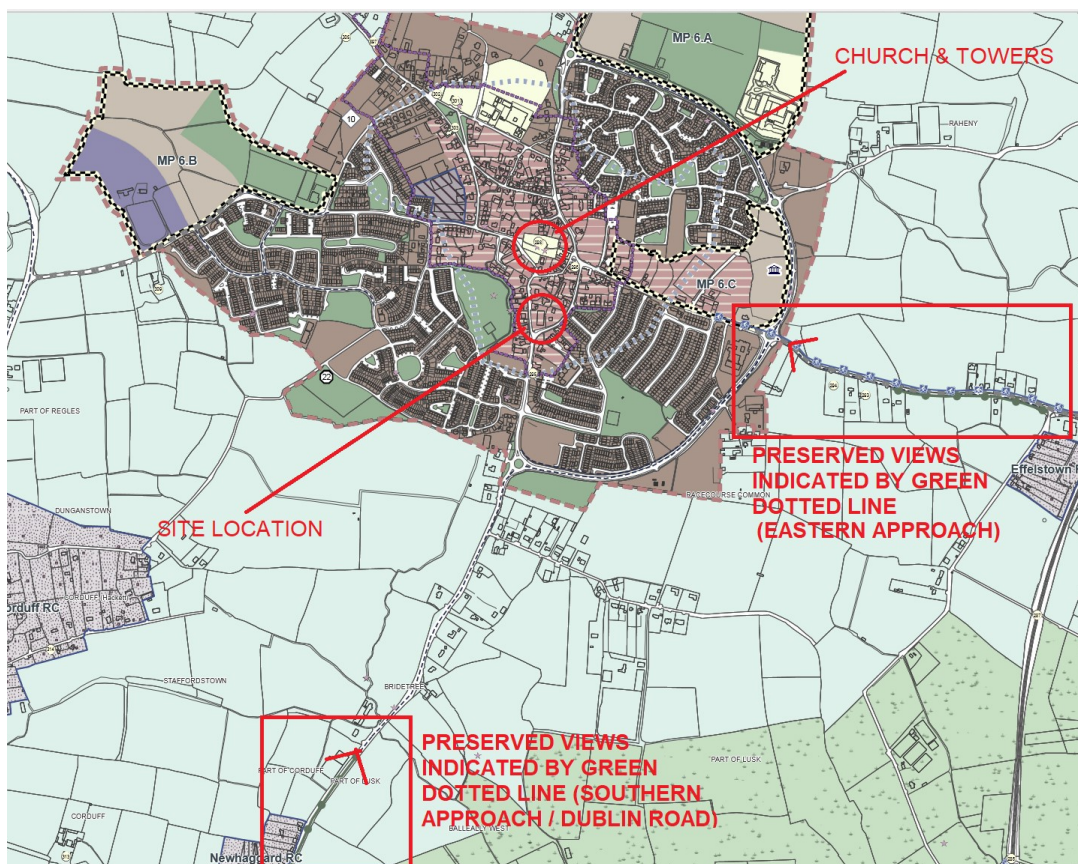 MP 6.A
CHURCH & TOWERS
10
RAHENY
MP 6.B
MP 6.C
PART OF REGLES
22
PRESERVED VIEWS
INDICATED BY GREEN
DOTTED LINE
(EASTERN APPROACH)
Effelstown R
RACECOURSE COMMON
DUNGANSTOWN
SITE LOCATION
CORDUFF (Hackett
orduff RC
STAFFORDSTOWN
BRIDETREE
PRESERVED VIEWS
INDICATED BY GREEN
DOTTED LINE (SOUTHERN
APPROACH / DUBLIN ROAD)
PART OF CORDUFF
PART OF LUSK
PART OF LUSK
CORDUFF
BALLEALLY WEST
Newhaggard RC